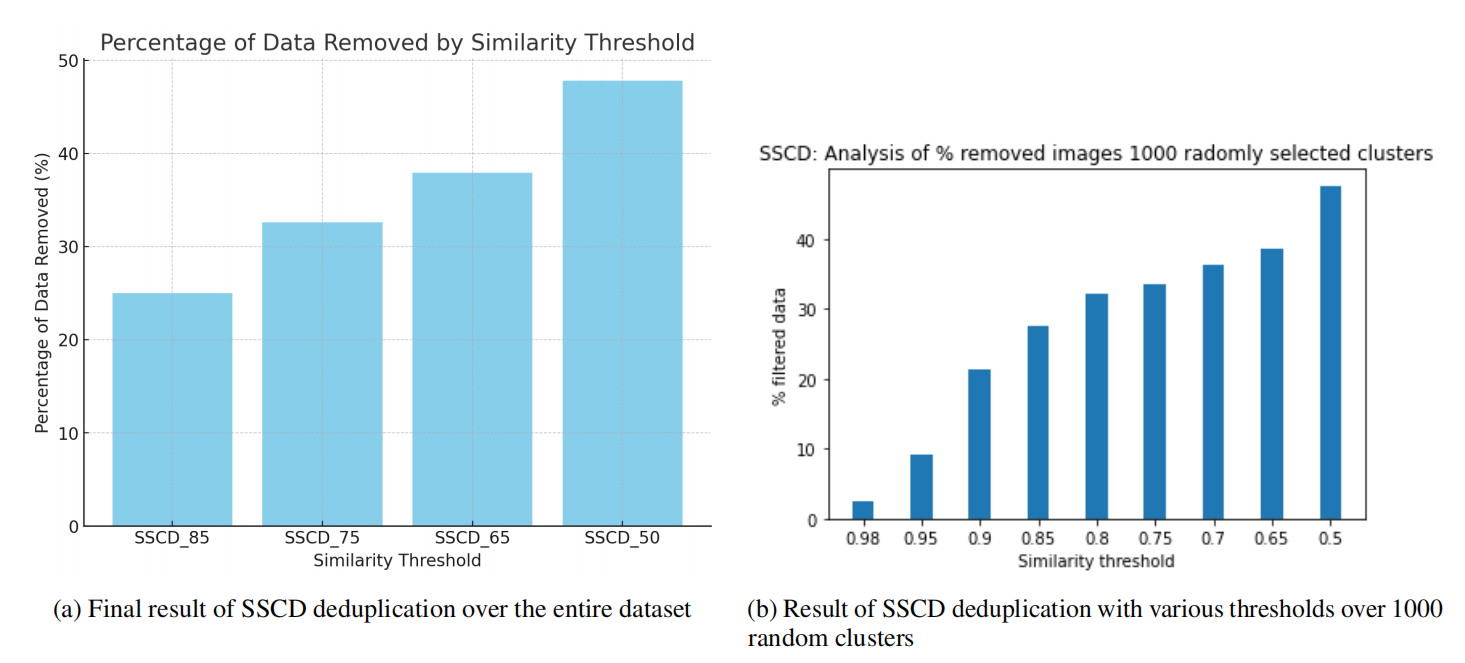 Percentage of Data Removed by Similarity Threshold
50
40
30
20
10
0
Percentage of Data Removed (%)
SSCD_85 SSCD_75 SSCD_65 SSCD_50
Similarity Threshold
(a) Final result of SSCD deduplication over the entire dataset
SSCD: Analysis of % removed images 1000 radomly selected clusters
40
30
20
10
0
% filtered data
0.98 0.95 0.9 0.85 0.8 0.75 0.7 0.65 0.5
Similarity threshold
(b) Result of SSCD deduplication with various thresholds over 1000
random clusters